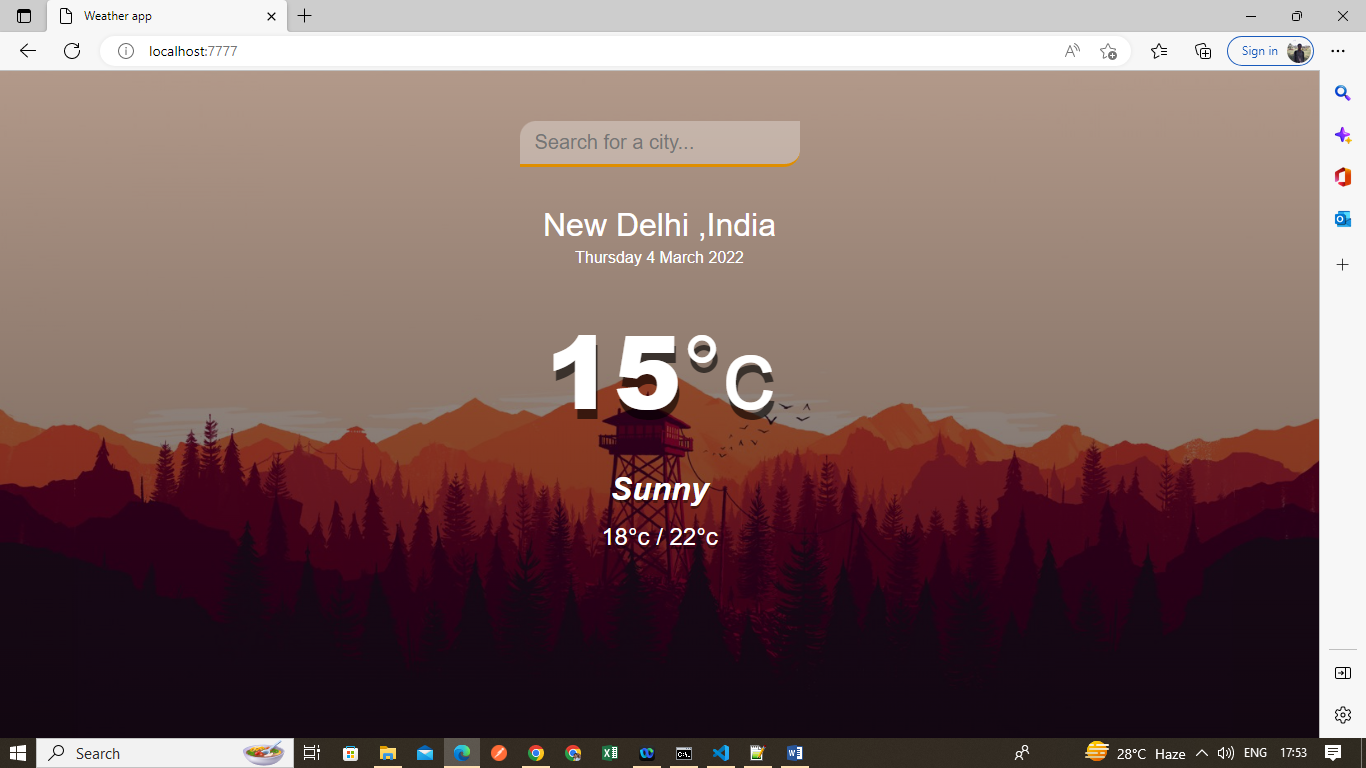 Weather app
localhost:7777
Sign in
Search for a city...
New Delhi ,India
Thursday 4 March 2022
15°c
Sunny
18°c / 22°c
Search
28°C Haze
ENG
17:53